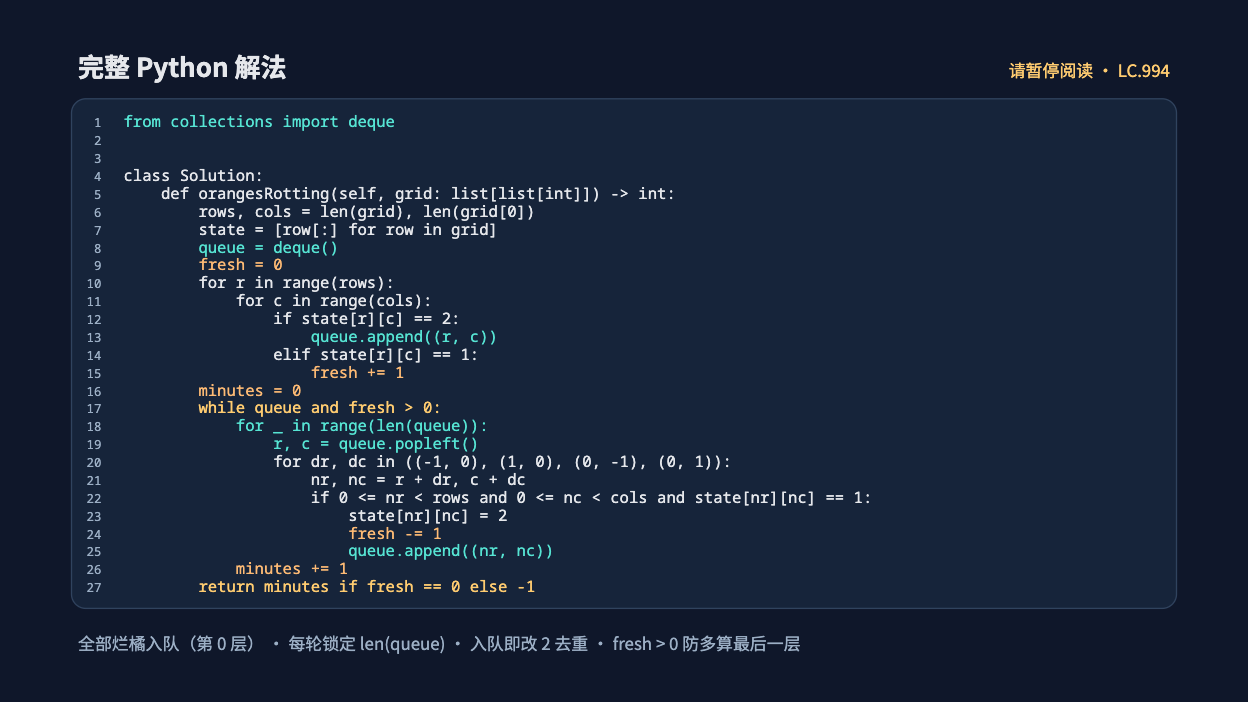 完整 Python 解法
请暂停阅读 · LC.994
1 from collections import deque
2
3
4 class Solution:
5     def orangesRotting(self, grid: list[list[int]]) -> int:
6         rows, cols = len(grid), len(grid[0])
7         state = [row[:] for row in grid]
8         queue = deque()
9         fresh = 0
10         for r in range(rows):
11             for c in range(cols):
12                 if state[r][c] == 2:
13                     queue.append((r, c))
14                 elif state[r][c] == 1:
15                     fresh += 1
16         minutes = 0
17         while queue and fresh > 0:
18             for _ in range(len(queue)):
19                 r, c = queue.popleft()
20                 for dr, dc in ((-1, 0), (1, 0), (0, -1), (0, 1)):
21                     nr, nc = r + dr, c + dc
22                     if 0 <= nr < rows and 0 <= nc < cols and state[nr][nc] == 1:
23                         state[nr][nc] = 2
24                         fresh -= 1
25                         queue.append((nr, nc))
26             minutes += 1
27         return minutes if fresh == 0 else -1
全部烂橘入队（第 0 层） · 每轮锁定 len(queue) · 入队即改 2 去重 · fresh > 0 防多算最后一层